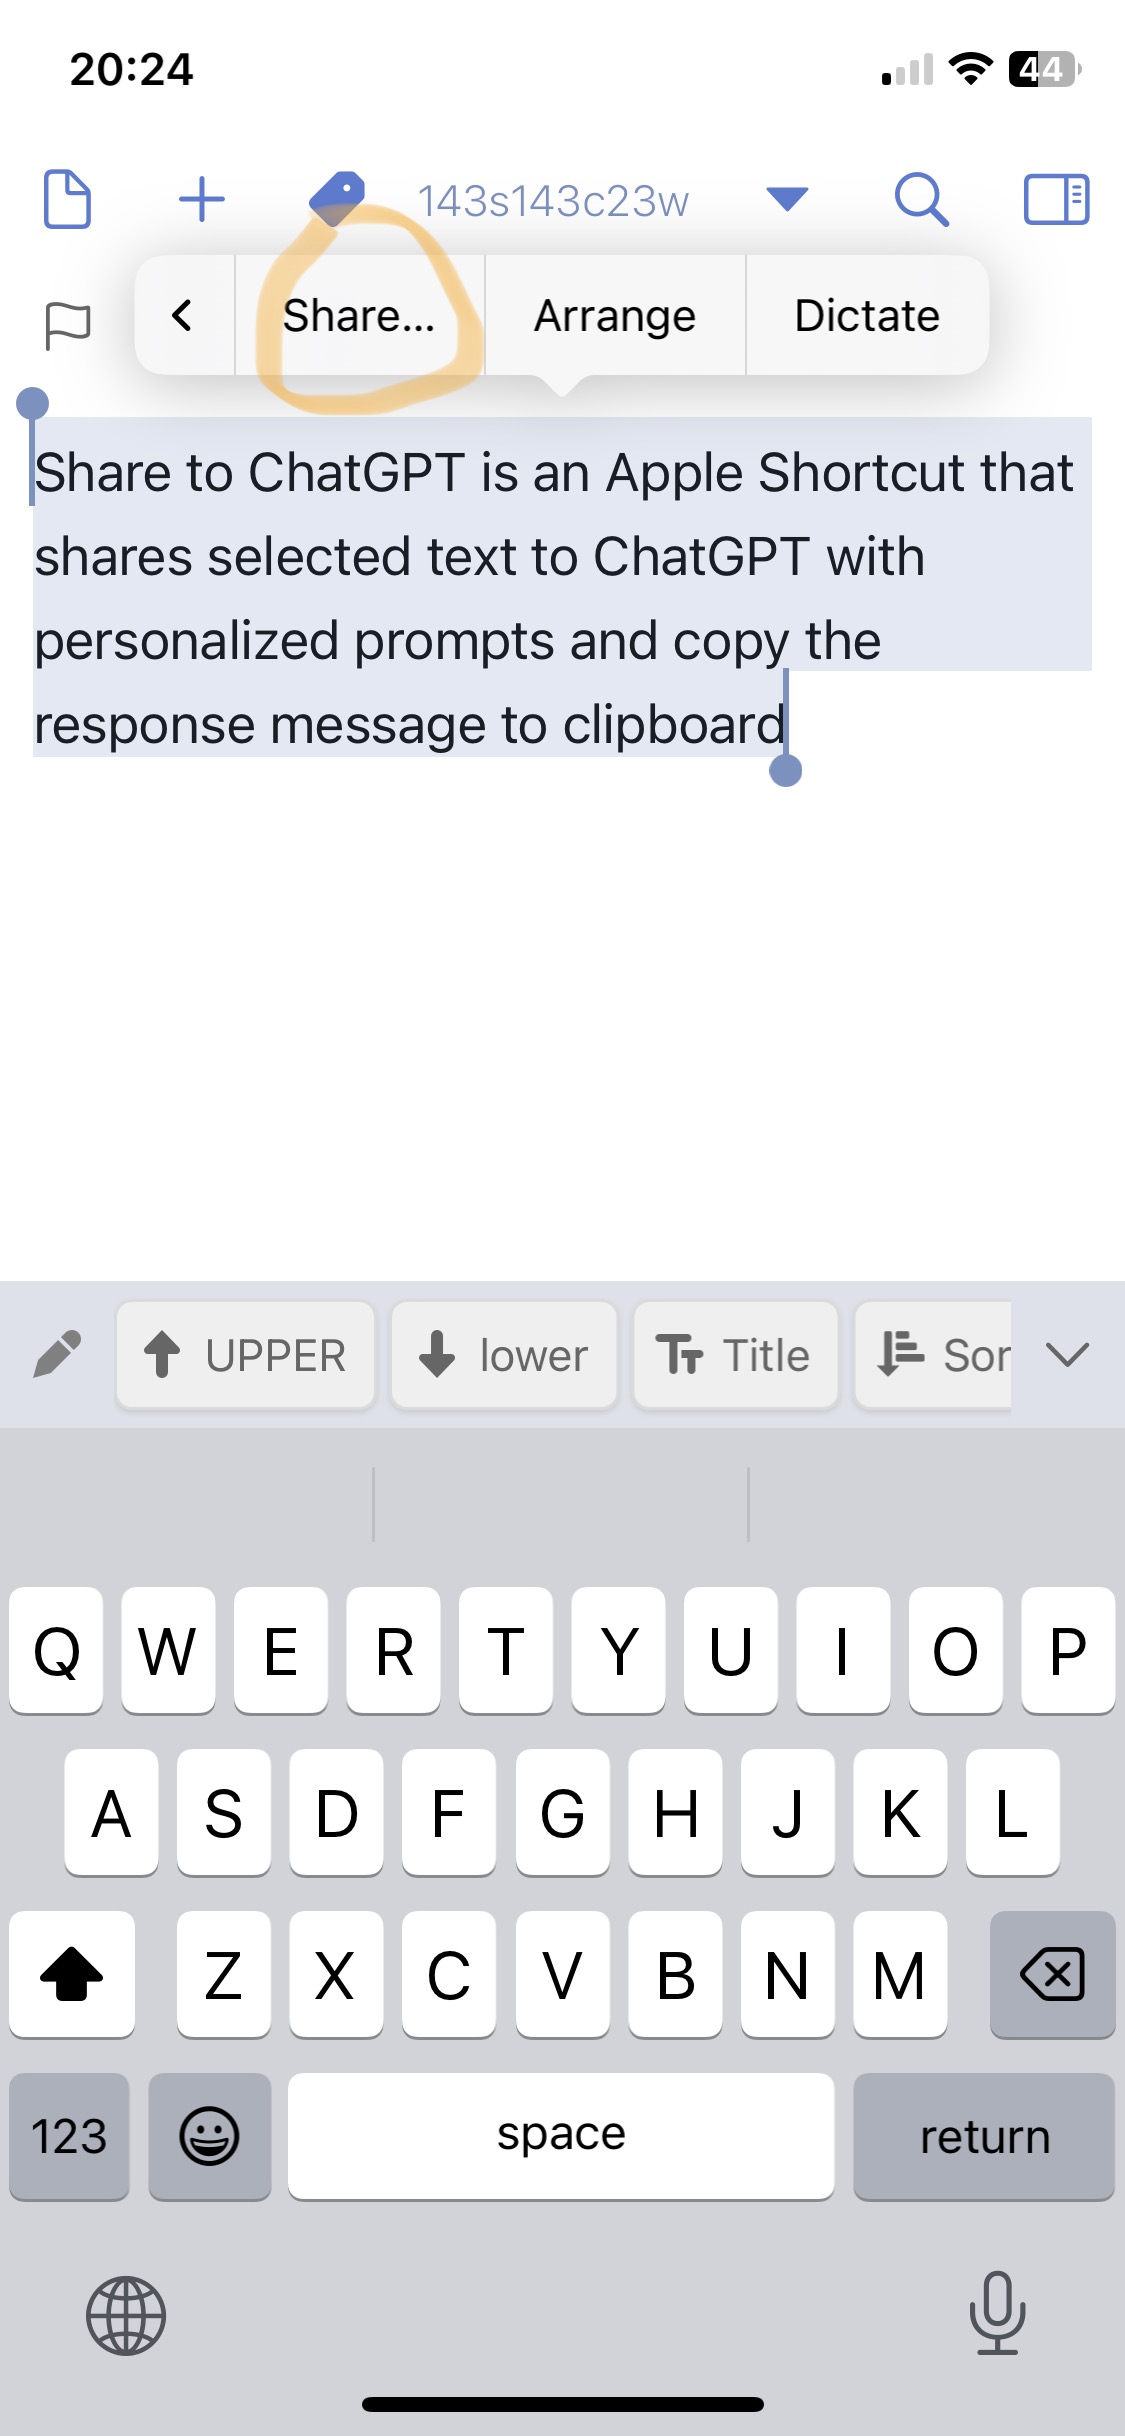 20:24
44
143s143c23w
Share...
Arrange
Dictate
Share to ChatGPT is an Apple Shortcut that
shares selected text to ChatGPT with
personalized prompts and copy the
response message to clipboard
UPPER
lower
Title
Sor
Q W E R T Y U I O P
A S D F G H J K L
Z X C V B N M
123
space
return